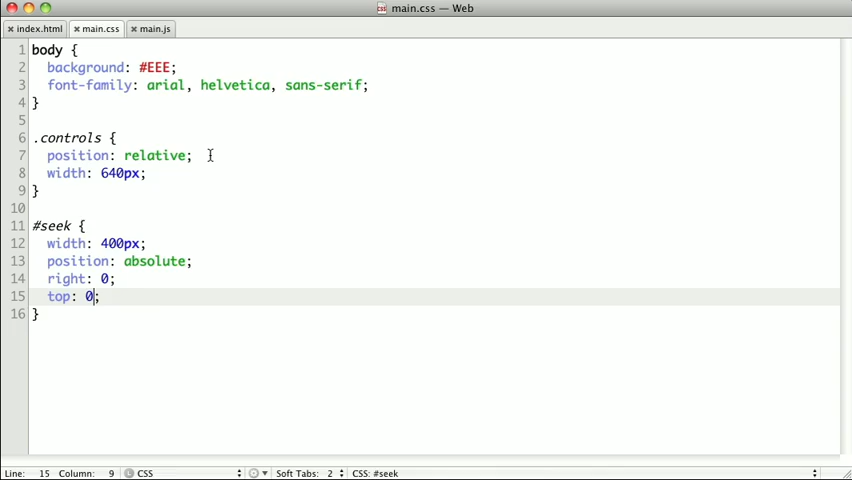 main.css — Web
index.html main.css main.js
1 body {
2 background: #EEE;
3 font-family: arial, helvetica, sans-serif;
4 }
5
6 .controls {
7 position: relative;
8 width: 640px;
9 }
10
11 #seek {
12 width: 400px;
13 position: absolute;
14 right: 0;
15 top: 0;
16 }
Line: 15 Column: 9 CSS Soft Tabs: 2 CSS: #seek